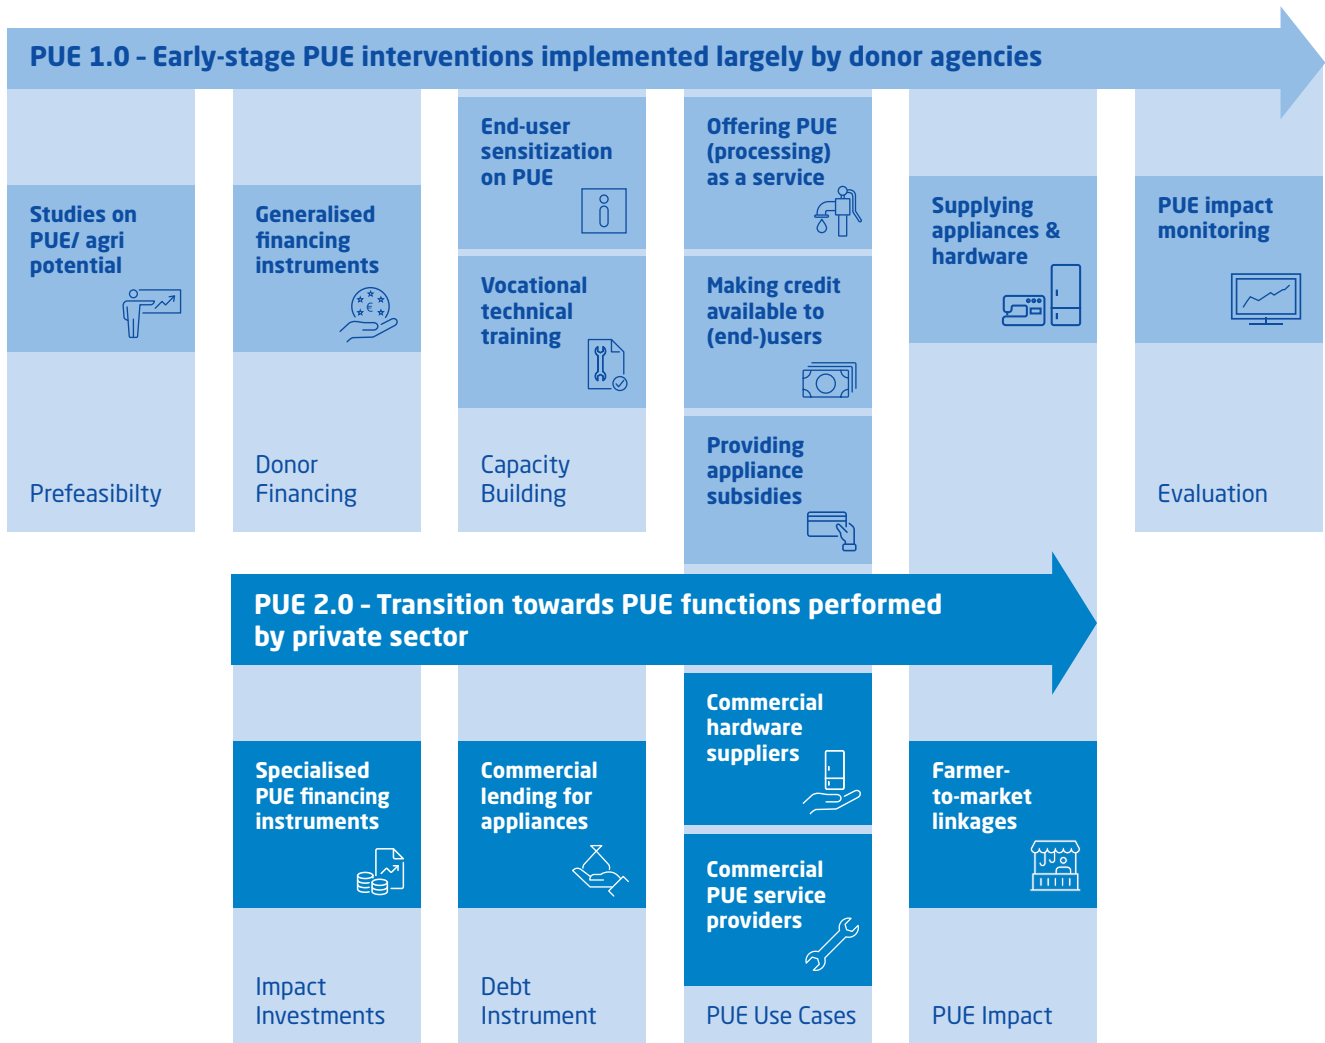 PUE 1.0 – Early-stage PUE interventions implemented largely by donor agencies
Studies on
PUE/ agri
potential
Prefeasibilty
Generalised
financing
instruments
€
Donor
Financing
End-user
sensitization
on PUE
Vocational
technical
training
Capacity
Building
Offering PUE
(processing)
as a service
Making credit
available to
(end-)users
Providing
appliance
subsidies
Supplying
appliances &
hardware
PUE impact
monitoring
Evaluation
PUE 2.0 – Transition towards PUE functions performed
by private sector
Specialised
PUE financing
instruments
Impact
Investments
Commercial
lending for
appliances
Debt
Instrument
Commercial
hardware
suppliers
Commercial
PUE service
providers
PUE Use Cases
Farmer-
to-market
linkages
PUE Impact